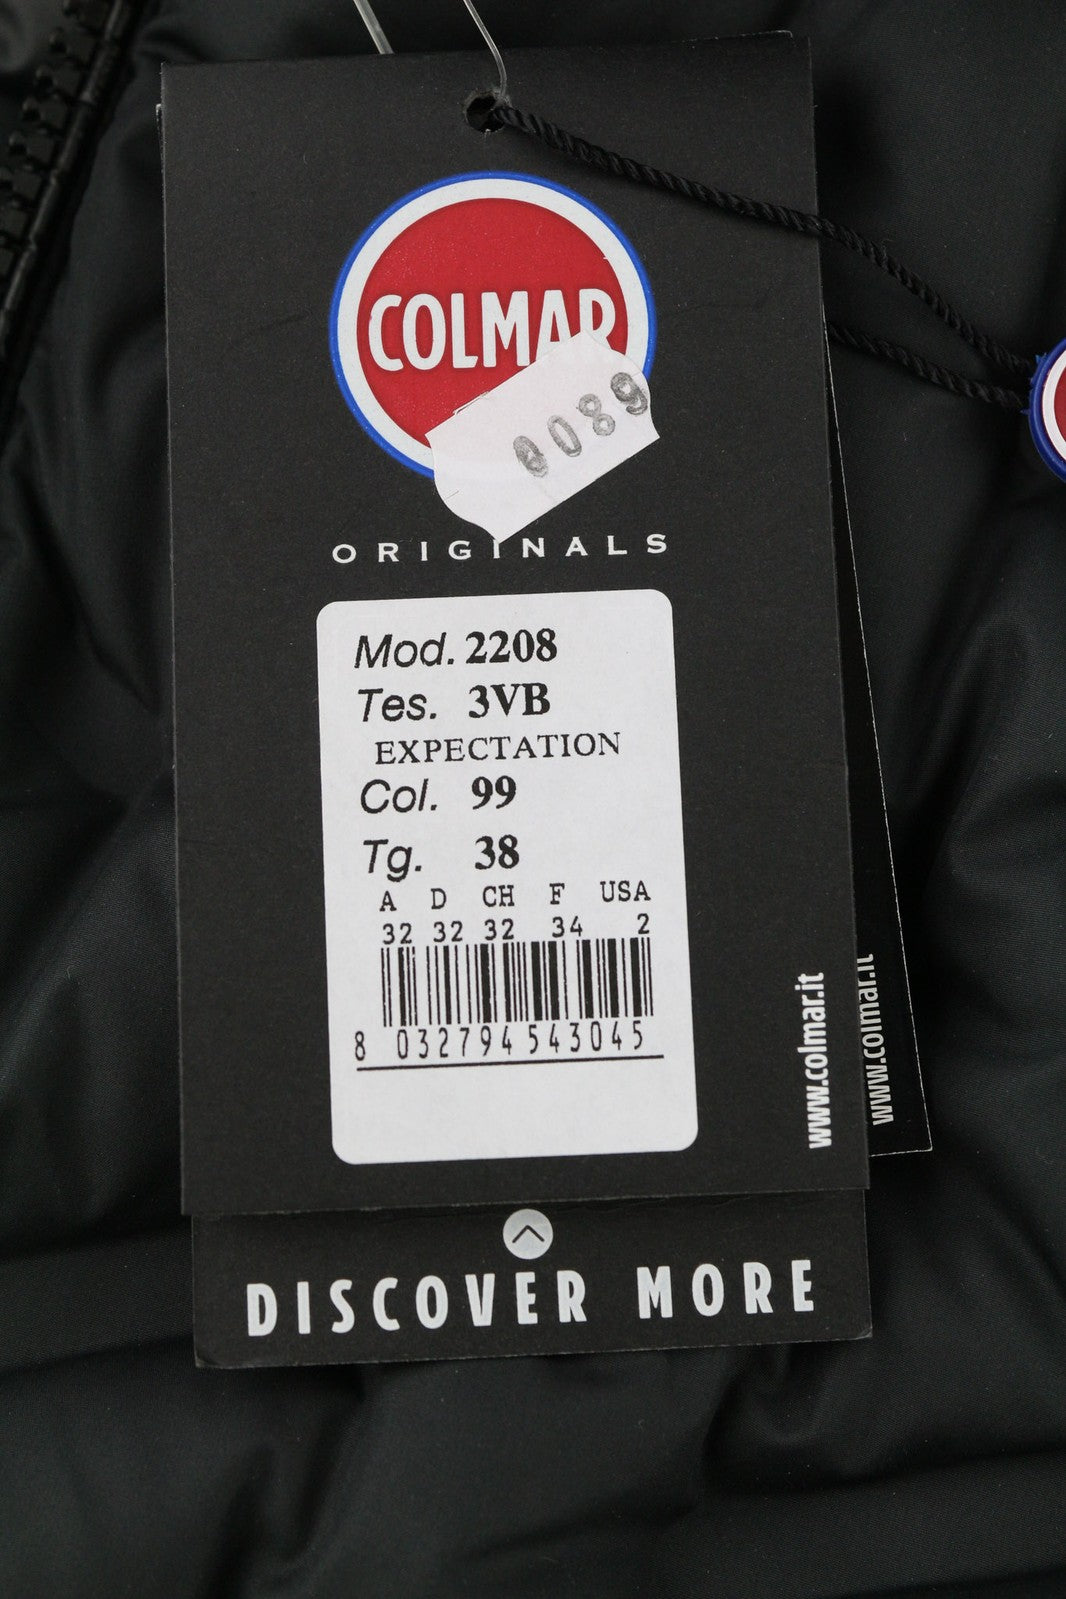 COLMAR
0089
ORIGINALS
Mod. 2208
Tes. 3VB
EXPECTATION
Col. 99
Tg. 38
A D CH F USA
32 32 32 34 2
8 032794 543045
www.colmar.it
www.colmar.it
DISCOVER MORE